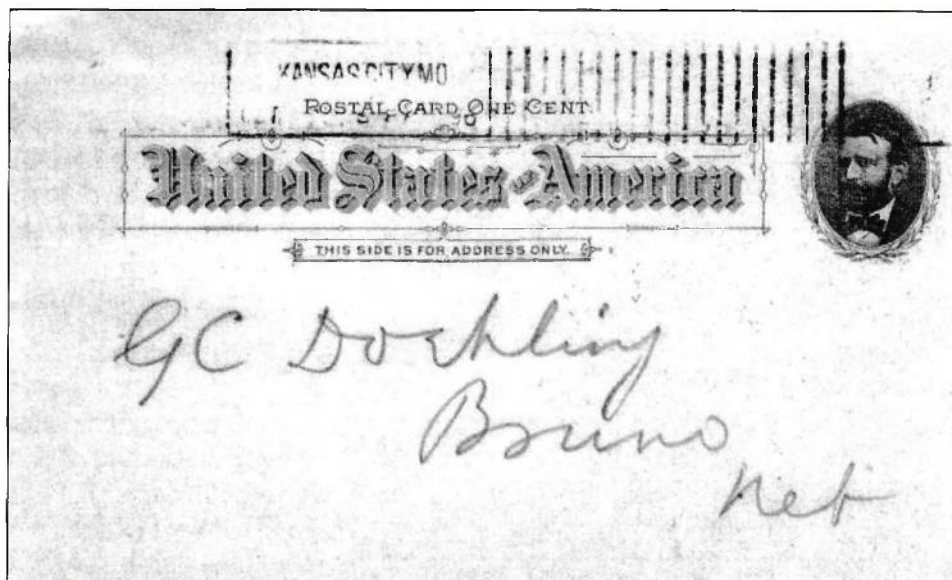 KANSAS CITY MO
POSTAL CARD ONE CENT
United States of America
THIS SIDE IS FOR ADDRESS ONLY.
GC Doehling
Bruno
Neb